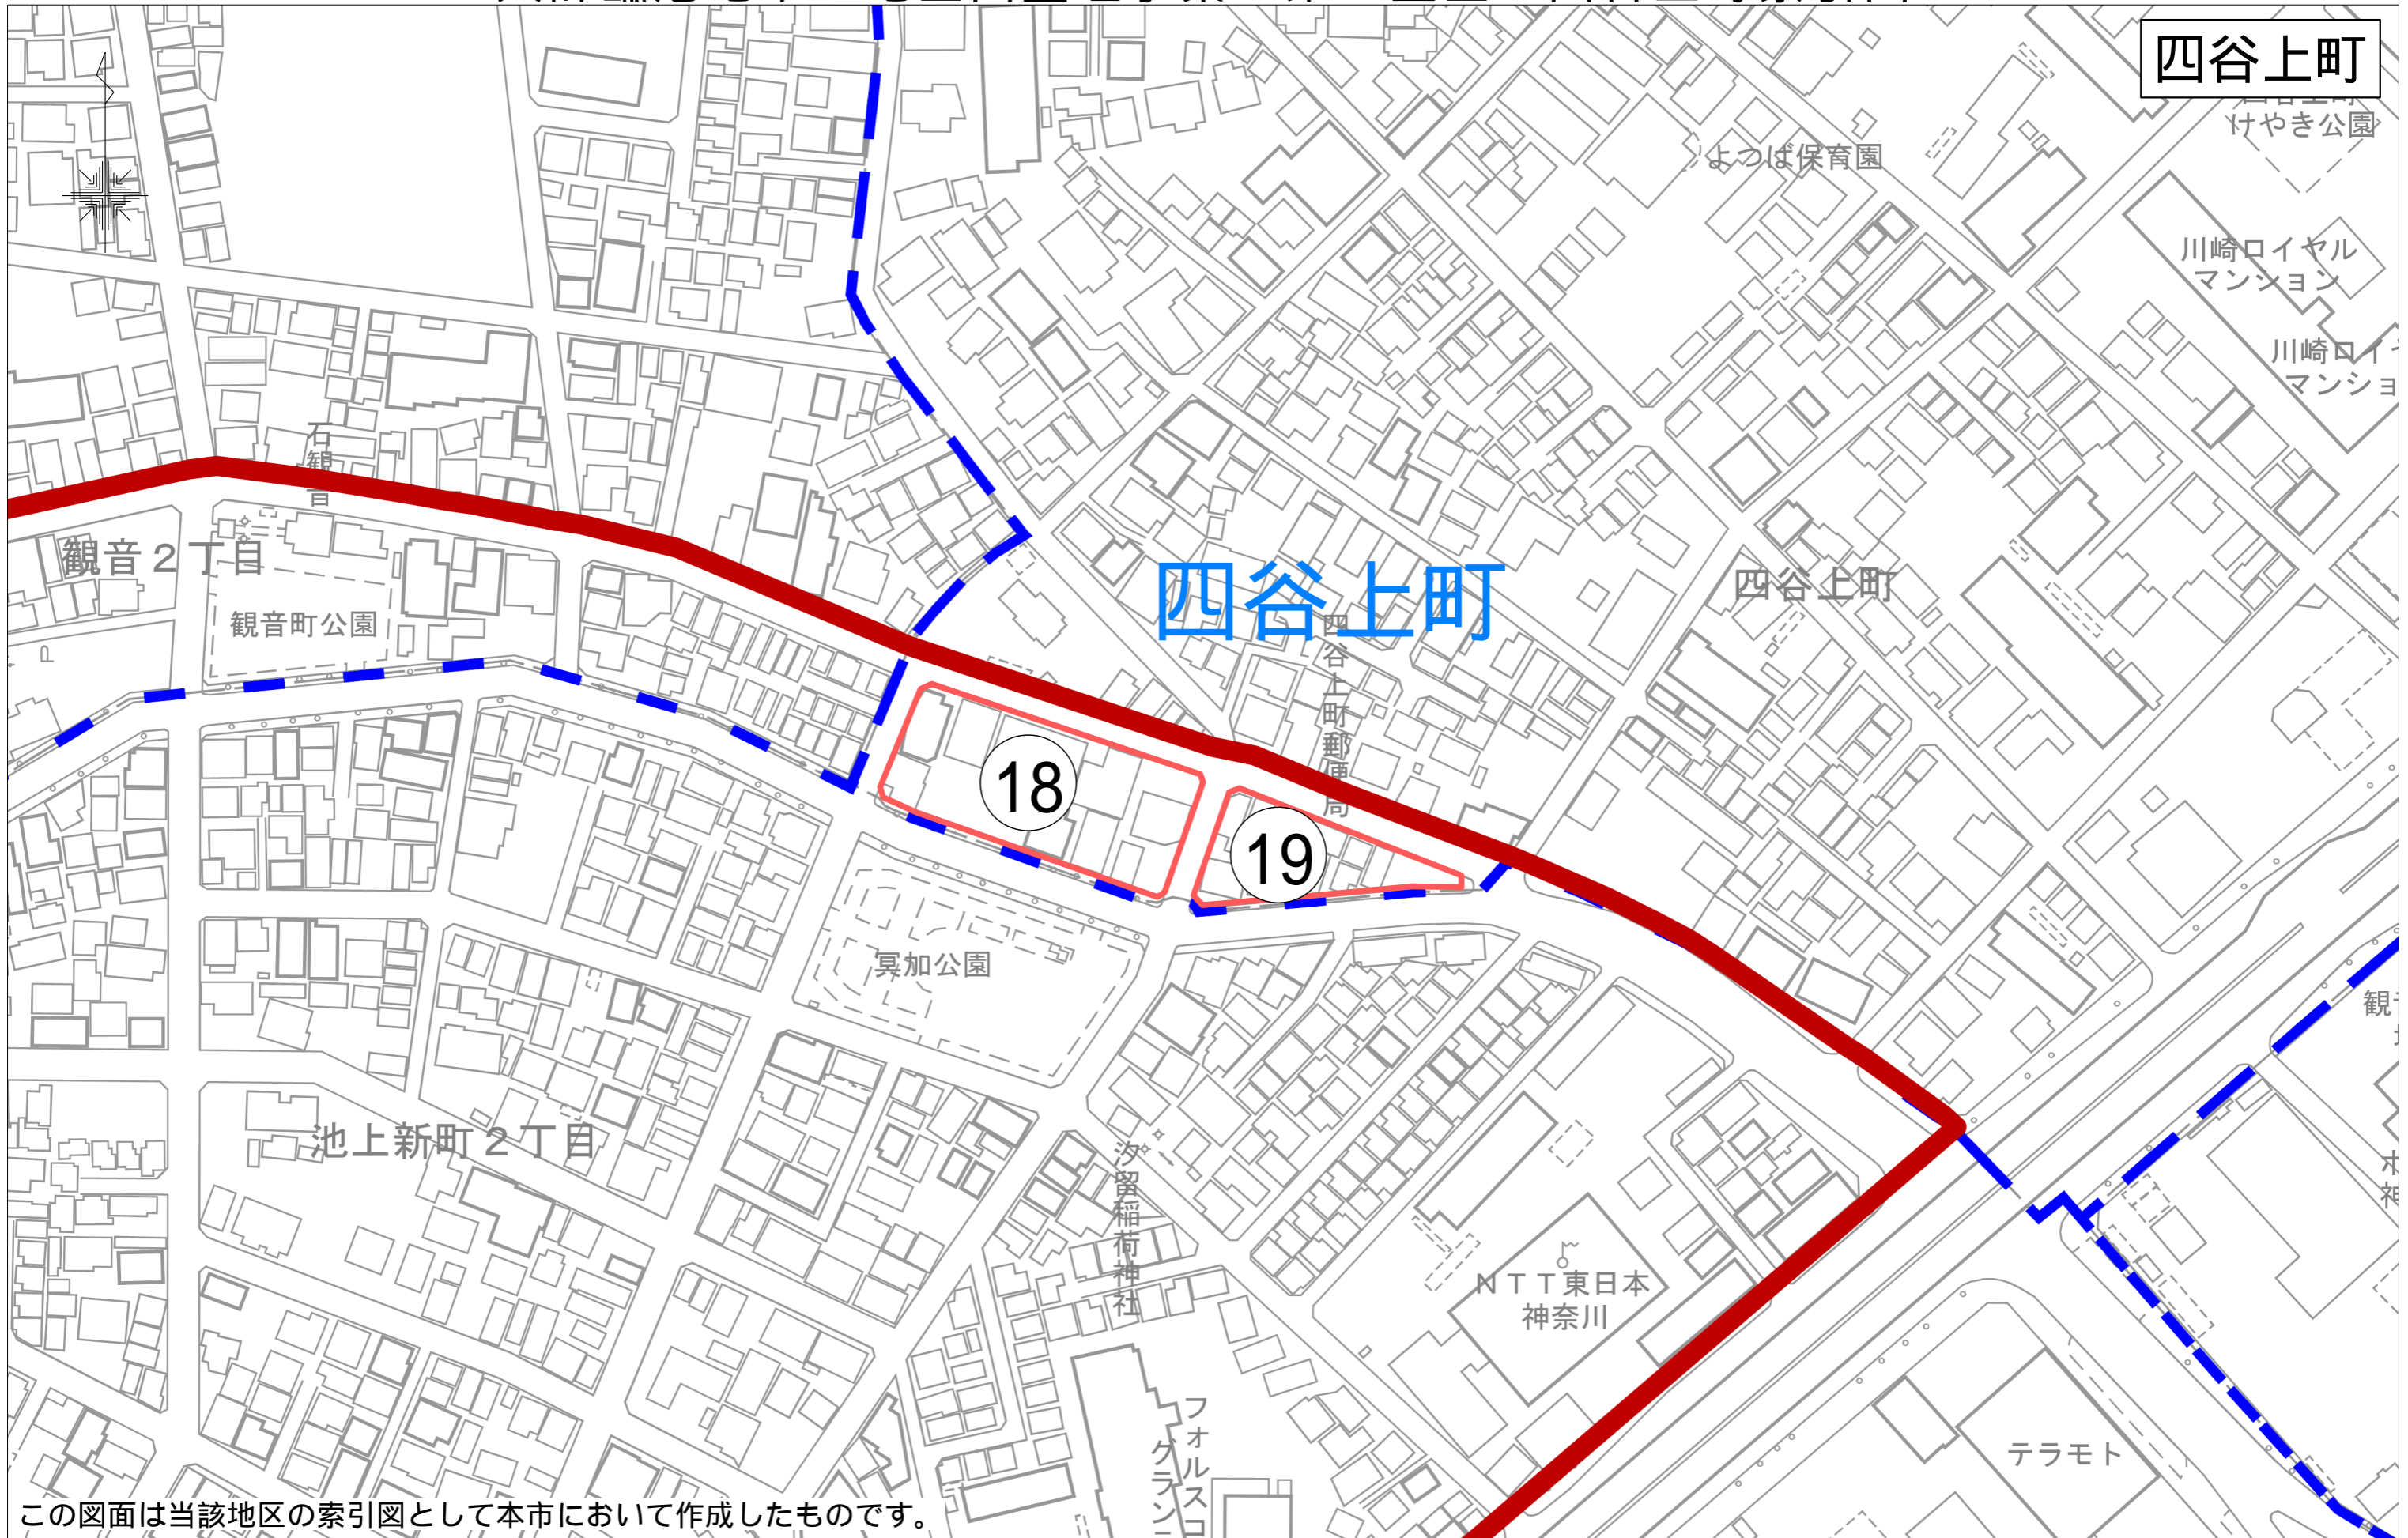 四谷上町
けやき公園
よつば保育園
川崎ロイヤル
マンション
石観音
観音２丁目
観音町公園
四谷上町
四谷上町
四谷上町郵便局
18
19
冥加公園
池上新町２丁目
汐留稲荷神社
ＮＴＴ東日本
神奈川
テラモト
この図面は当該地区の索引図として本市において作成したものです。